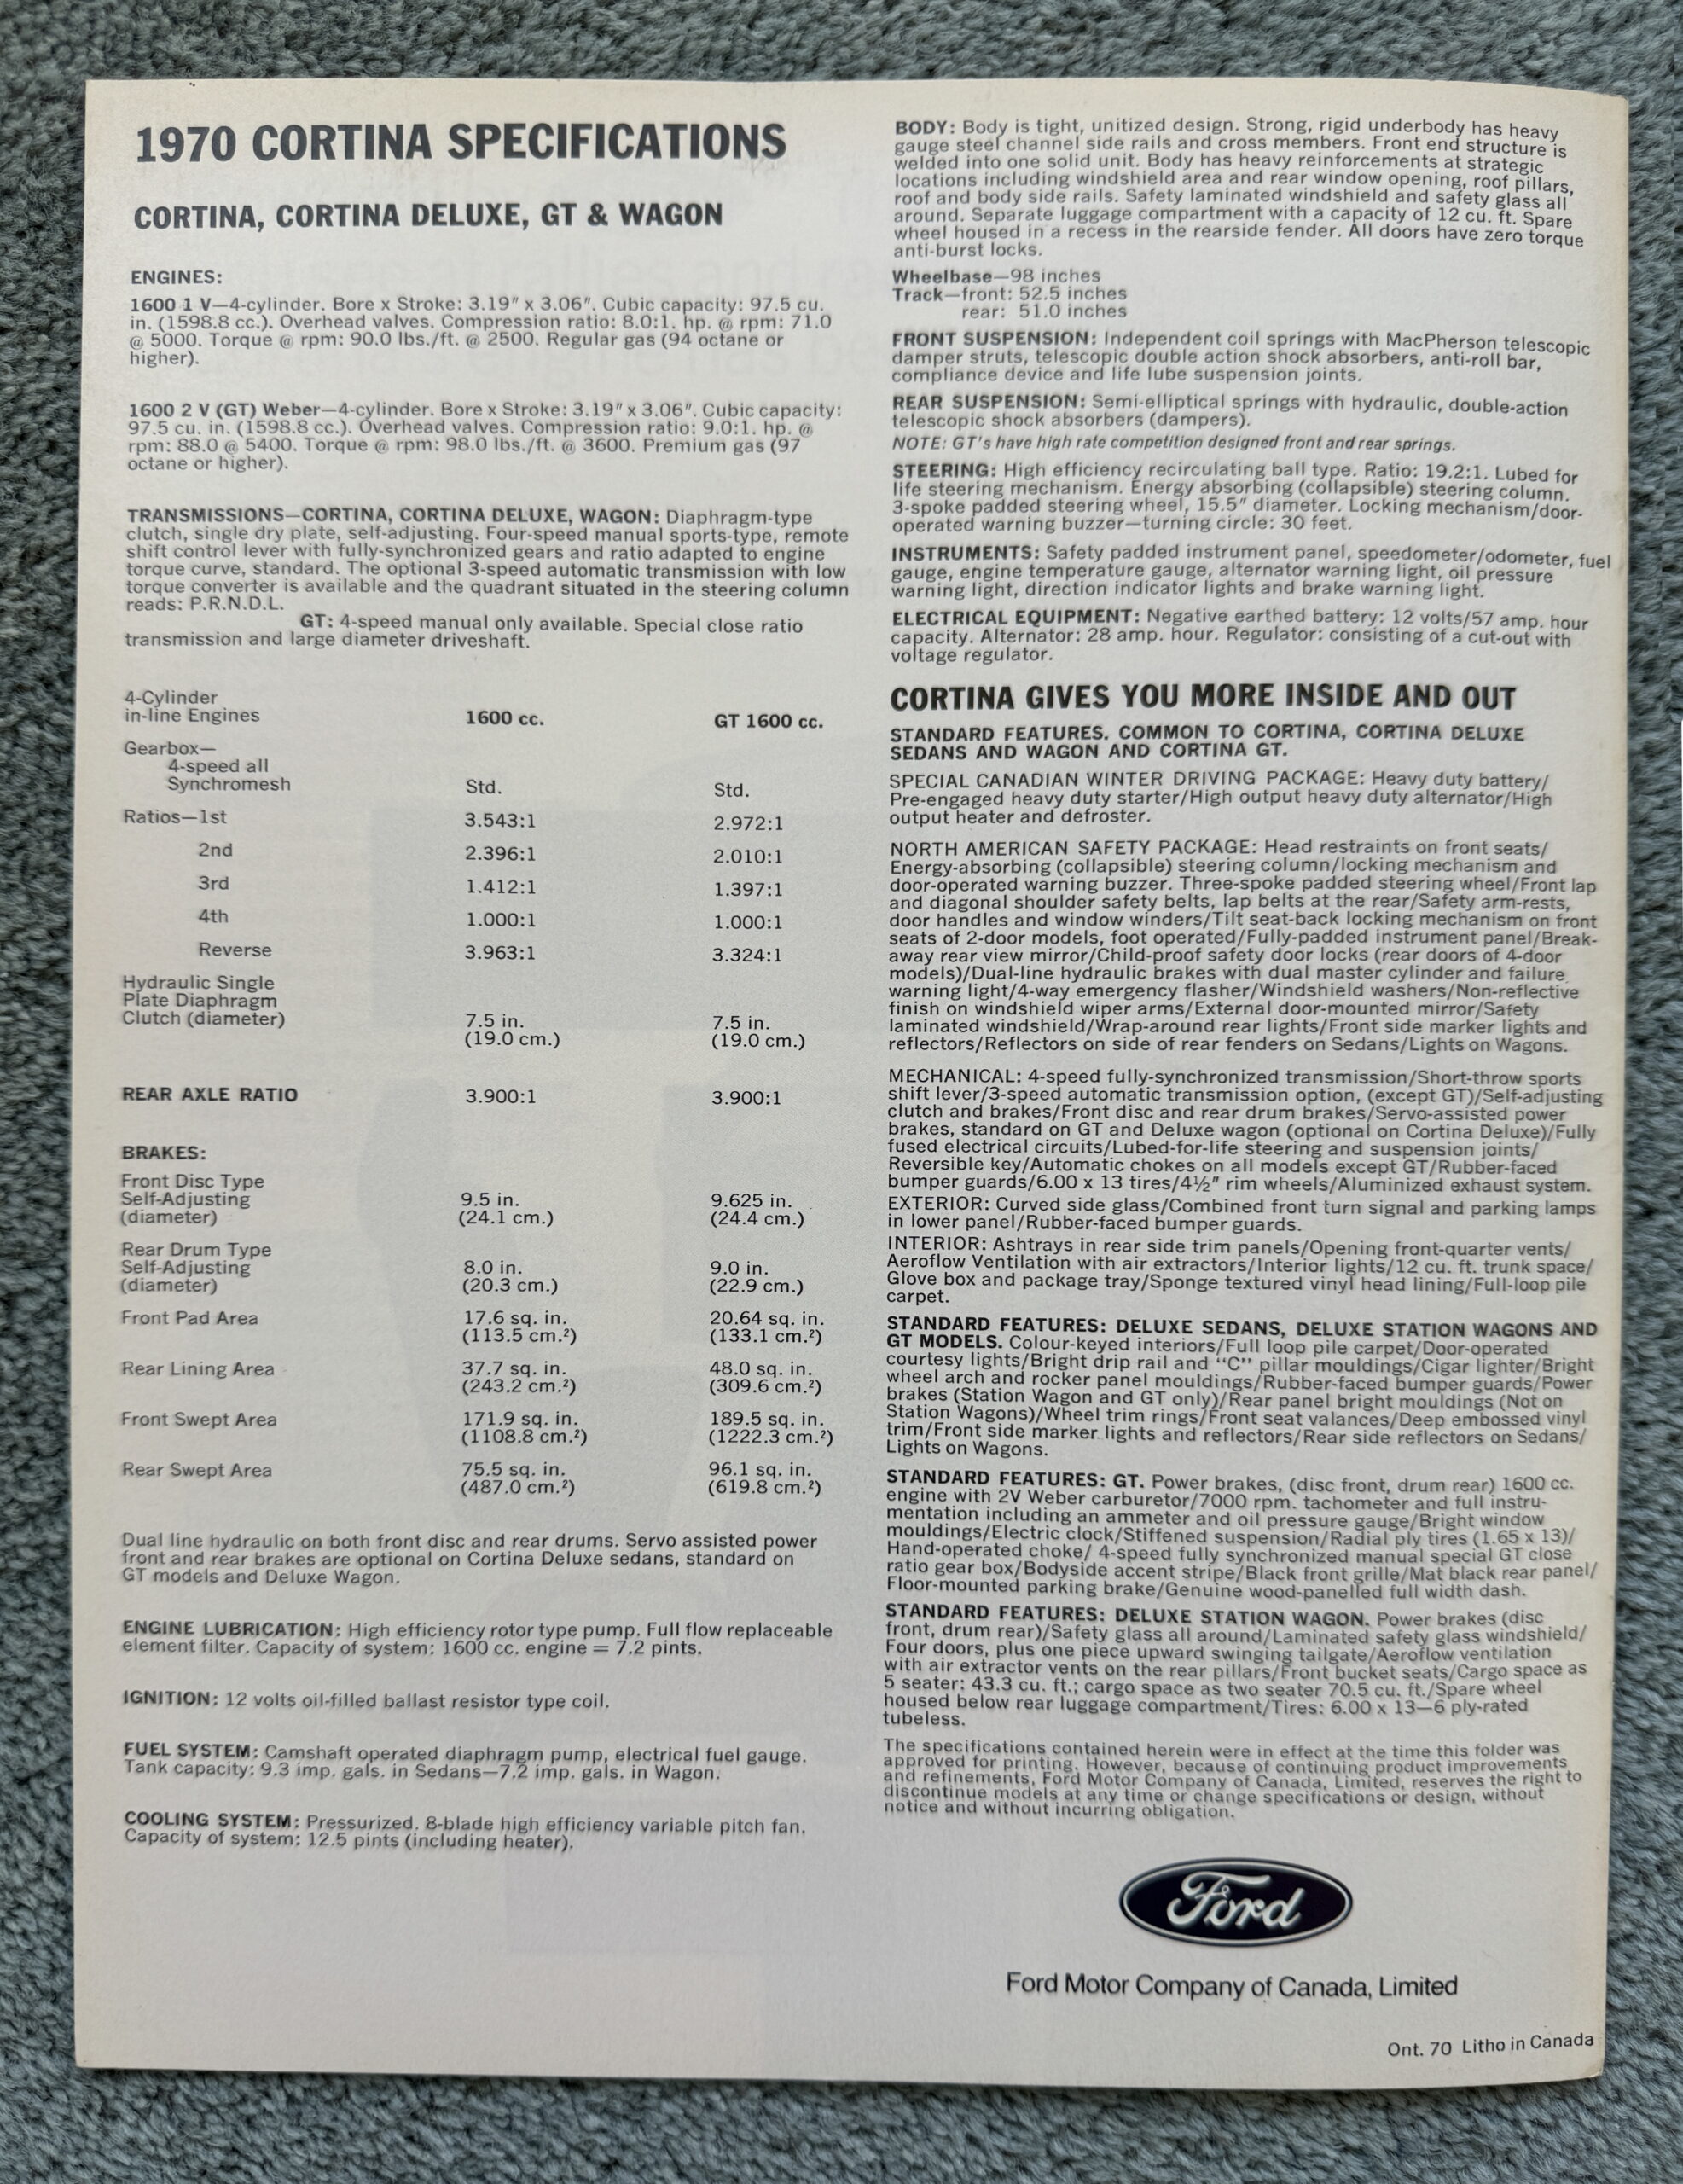 1970 CORTINA SPECIFICATIONS
CORTINA, CORTINA DELUXE, GT & WAGON
ENGINES:
1600 1 V—4-cylinder. Bore x Stroke: 3.19″ x 3.06″. Cubic capacity: 97.5 cu.
in. (1598.8 cc.). Overhead valves. Compression ratio: 8.0:1. hp. @ rpm: 71.0
@ 5000. Torque @ rpm: 90.0 lbs./ft. @ 2500. Regular gas (94 octane or
higher).
1600 2 V (GT) Weber—4-cylinder. Bore x Stroke: 3.19″ x 3.06″. Cubic capacity:
97.5 cu. in. (1598.8 cc.). Overhead valves. Compression ratio: 9.0:1. hp. @
rpm: 88.0 @ 5400. Torque @ rpm: 98.0 lbs./ft. @ 3600. Premium gas (97
octane or higher).
TRANSMISSIONS—CORTINA, CORTINA DELUXE, WAGON: Diaphragm-type
clutch, single dry plate, self-adjusting. Four-speed manual sports-type, remote
shift control lever with fully-synchronized gears and ratio adapted to engine
torque curve, standard. The optional 3-speed automatic transmission with low
torque converter is available and the quadrant situated in the steering column
reads: P.R.N.D.L.
GT: 4-speed manual only available. Special close ratio
transmission and large diameter driveshaft.
4-Cylinder
in-line Engines 1600 cc. GT 1600 cc.
Gearbox—
4-speed all
Synchromesh Std. Std.
Ratios—1st 3.543:1 2.972:1
2nd 2.396:1 2.010:1
3rd 1.412:1 1.397:1
4th 1.000:1 1.000:1
Reverse 3.963:1 3.324:1
Hydraulic Single
Plate Diaphragm
Clutch (diameter) 7.5 in. 7.5 in.
(19.0 cm.) (19.0 cm.)
REAR AXLE RATIO 3.900:1 3.900:1
BRAKES:
Front Disc Type
Self-Adjusting 9.5 in. 9.625 in.
(diameter) (24.1 cm.) (24.4 cm.)
Rear Drum Type
Self-Adjusting 8.0 in. 9.0 in.
(diameter) (20.3 cm.) (22.9 cm.)
Front Pad Area 17.6 sq. in. 20.64 sq. in.
(113.5 cm.²) (133.1 cm.²)
Rear Lining Area 37.7 sq. in. 48.0 sq. in.
(243.2 cm.²) (309.6 cm.²)
Front Swept Area 171.9 sq. in. 189.5 sq. in.
(1108.8 cm.²) (1222.3 cm.²)
Rear Swept Area 75.5 sq. in. 96.1 sq. in.
(487.0 cm.²) (619.8 cm.²)
Dual line hydraulic on both front disc and rear drums. Servo assisted power
front and rear brakes are optional on Cortina Deluxe sedans, standard on
GT models and Deluxe Wagon.
ENGINE LUBRICATION: High efficiency rotor type pump. Full flow replaceable
element filter. Capacity of system: 1600 cc. engine = 7.2 pints.
IGNITION: 12 volts oil-filled ballast resistor type coil.
FUEL SYSTEM: Camshaft operated diaphragm pump, electrical fuel gauge.
Tank capacity: 9.3 imp. gals. in Sedans—7.2 imp. gals. in Wagon.
COOLING SYSTEM: Pressurized. 8-blade high efficiency variable pitch fan.
Capacity of system: 12.5 pints (including heater).
BODY: Body is tight, unitized design. Strong, rigid underbody has heavy
gauge steel channel side rails and cross members. Front end structure is
welded into one solid unit. Body has heavy reinforcements at strategic
locations including windshield area and rear window opening, roof pillars,
roof and body side rails. Safety laminated windshield and safety glass all
around. Separate luggage compartment with a capacity of 12 cu. ft. Spare
wheel housed in a recess in the rearside fender. All doors have zero torque
anti-burst locks.
Wheelbase—98 inches
Track—front: 52.5 inches
rear: 51.0 inches
FRONT SUSPENSION: Independent coil springs with MacPherson telescopic
damper struts, telescopic double action shock absorbers, anti-roll bar,
compliance device and life lube suspension joints.
REAR SUSPENSION: Semi-elliptical springs with hydraulic, double-action
telescopic shock absorbers (dampers).
NOTE: GT's have high rate competition designed front and rear springs.
STEERING: High efficiency recirculating ball type. Ratio: 19.2:1. Lubed for
life steering mechanism. Energy absorbing (collapsible) steering column.
3-spoke padded steering wheel, 15.5″ diameter. Locking mechanism/door-
operated warning buzzer—turning circle: 30 feet.
INSTRUMENTS: Safety padded instrument panel, speedometer/odometer, fuel
gauge, engine temperature gauge, alternator warning light, oil pressure
warning light, direction indicator lights and brake warning light.
ELECTRICAL EQUIPMENT: Negative earthed battery: 12 volts/57 amp. hour
capacity. Alternator: 28 amp. hour. Regulator: consisting of a cut-out with
voltage regulator.
CORTINA GIVES YOU MORE INSIDE AND OUT
STANDARD FEATURES. COMMON TO CORTINA, CORTINA DELUXE
SEDANS AND WAGON AND CORTINA GT.
SPECIAL CANADIAN WINTER DRIVING PACKAGE: Heavy duty battery/
Pre-engaged heavy duty starter/High output heavy duty alternator/High
output heater and defroster.
NORTH AMERICAN SAFETY PACKAGE: Head restraints on front seats/
Energy-absorbing (collapsible) steering column/locking mechanism and
door-operated warning buzzer. Three-spoke padded steering wheel/Front lap
and diagonal shoulder safety belts, lap belts at the rear/Safety arm-rests,
door handles and window winders/Tilt seat-back locking mechanism on front
seats of 2-door models, foot operated/Fully-padded instrument panel/Break-
away rear view mirror/Child-proof safety door locks (rear doors of 4-door
models)/Dual-line hydraulic brakes with dual master cylinder and failure
warning light/4-way emergency flasher/Windshield washers/Non-reflective
finish on windshield wiper arms/External door-mounted mirror/Safety
laminated windshield/Wrap-around rear lights/Front side marker lights and
reflectors/Reflectors on side of rear fenders on Sedans/Lights on Wagons.
MECHANICAL: 4-speed fully-synchronized transmission/Short-throw sports
shift lever/3-speed automatic transmission option, (except GT)/Self-adjusting
clutch and brakes/Front disc and rear drum brakes/Servo-assisted power
brakes, standard on GT and Deluxe wagon (optional on Cortina Deluxe)/Fully
fused electrical circuits/Lubed-for-life steering and suspension joints/
Reversible key/Automatic chokes on all models except GT/Rubber-faced
bumper guards/6.00 x 13 tires/4½″ rim wheels/Aluminized exhaust system.
EXTERIOR: Curved side glass/Combined front turn signal and parking lamps
in lower panel/Rubber-faced bumper guards.
INTERIOR: Ashtrays in rear side trim panels/Opening front-quarter vents/
Aeroflow Ventilation with air extractors/Interior lights/12 cu. ft. trunk space/
Glove box and package tray/Sponge textured vinyl head lining/Full-loop pile
carpet.
STANDARD FEATURES: DELUXE SEDANS, DELUXE STATION WAGONS AND
GT MODELS. Colour-keyed interiors/Full loop pile carpet/Door-operated
courtesy lights/Bright drip rail and “C” pillar mouldings/Cigar lighter/Bright
wheel arch and rocker panel mouldings/Rubber-faced bumper guards/Power
brakes (Station Wagon and GT only)/Rear panel bright mouldings (Not on
Station Wagons)/Wheel trim rings/Front seat valances/Deep embossed vinyl
trim/Front side marker lights and reflectors/Rear side reflectors on Sedans/
Lights on Wagons.
STANDARD FEATURES: GT. Power brakes, (disc front, drum rear) 1600 cc.
engine with 2V Weber carburetor/7000 rpm. tachometer and full instru-
mentation including an ammeter and oil pressure gauge/Bright window
mouldings/Electric clock/Stiffened suspension/Radial ply tires (1.65 x 13)/
Hand-operated choke/ 4-speed fully synchronized manual special GT close
ratio gear box/Bodyside accent stripe/Black front grille/Mat black rear panel/
Floor-mounted parking brake/Genuine wood-panelled full width dash.
STANDARD FEATURES: DELUXE STATION WAGON. Power brakes (disc
front, drum rear)/Safety glass all around/Laminated safety glass windshield/
Four doors, plus one piece upward swinging tailgate/Aeroflow ventilation
with air extractor vents on the rear pillars/Front bucket seats/Cargo space as
5 seater: 43.3 cu. ft.; cargo space as two seater 70.5 cu. ft./Spare wheel
housed below rear luggage compartment/Tires: 6.00 x 13—6 ply-rated
tubeless.
The specifications contained herein were in effect at the time this folder was
approved for printing. However, because of continuing product improvements
and refinements, Ford Motor Company of Canada, Limited, reserves the right to
discontinue models at any time or change specifications or design, without
notice and without incurring obligation.
Ford
Ford Motor Company of Canada, Limited
Ont. 70 Litho in Canada